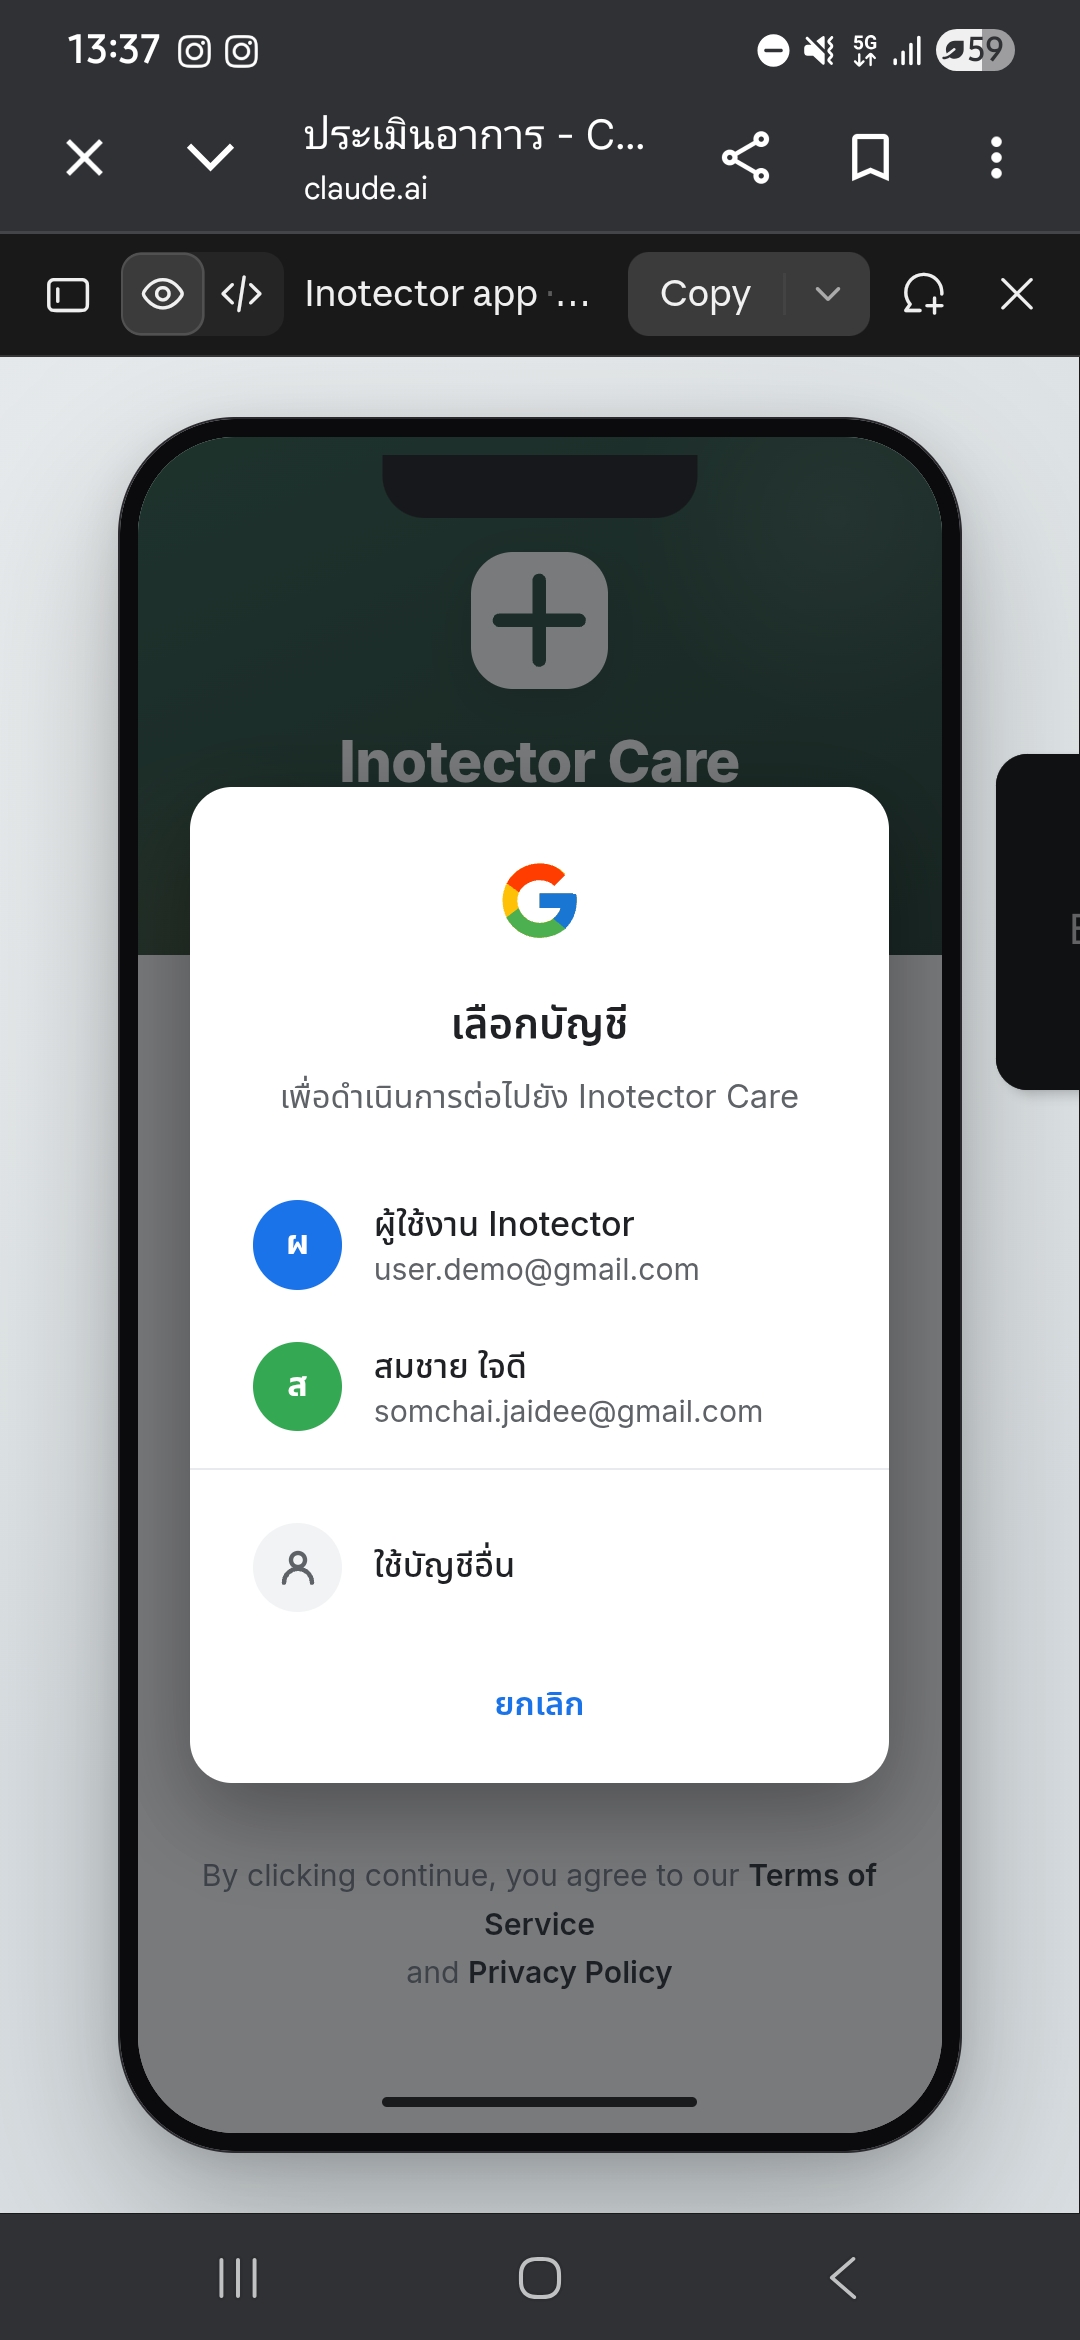 13:37
5G
59
ประเมินอาการ - C...
claude.ai
Inotector app ·...
Copy
Inotector Care
เลือกบัญชี
เพื่อดำเนินการต่อไปยัง Inotector Care
ผ
ผู้ใช้งาน Inotector
user.demo@gmail.com
ส
สมชาย ใจดี
somchai.jaidee@gmail.com
ใช้บัญชีอื่น
ยกเลิก
By clicking continue, you agree to our Terms of
Service
and Privacy Policy